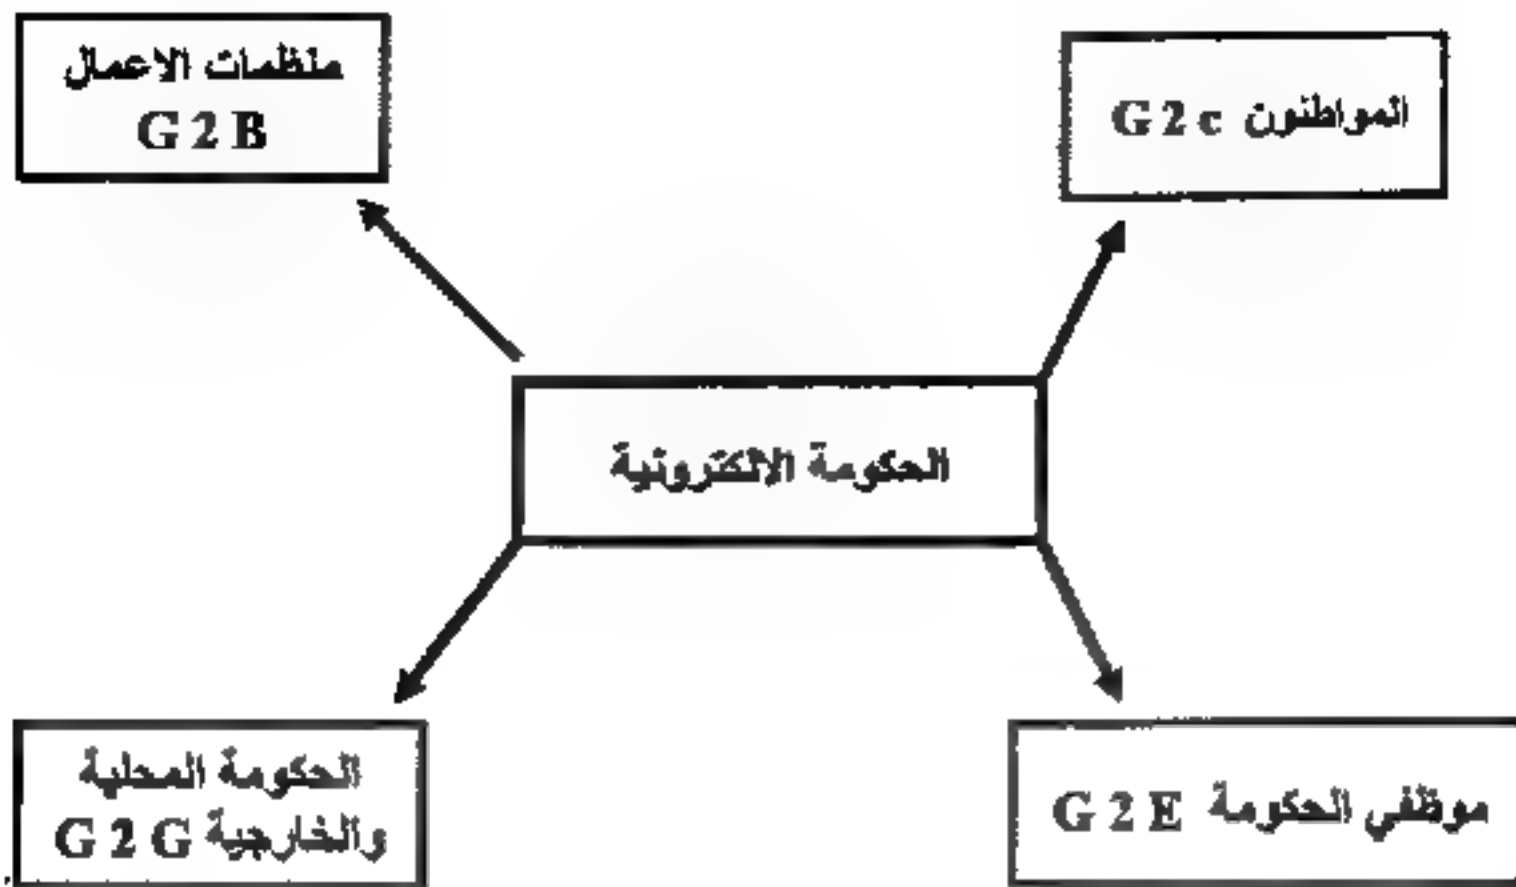 المواطنون G 2 c
منظمات الاعمال
G 2 B
الحكومة الالكترونية
موظفي الحكومة G 2 E
الحكومة المحلية
والخارجية G 2 G